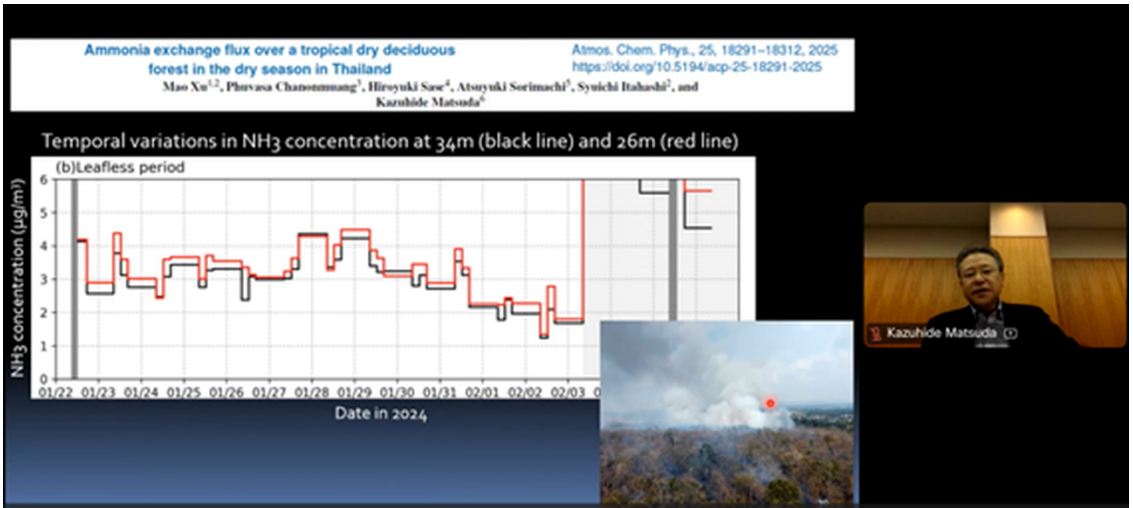 Ammonia exchange flux over a tropical dry deciduous
forest in the dry season in Thailand
Atmos. Chem. Phys., 25, 18291–18312, 2025
https://doi.org/10.5194/acp-25-18291-2025
Mao Xu1,2, Phuvasa Chanonmuang3, Hiroyuki Sase4, Atsuyuki Sorimachi5, Syuichi Itahashi2, and
Kazuhide Matsuda6
Temporal variations in NH3 concentration at 34m (black line) and 26m (red line)
(b)Leafless period
NH3 concentration (μg/m³)
6
5
4
3
2
1
0
01/22 01/23 01/24 01/25 01/26 01/27 01/28 01/29 01/30 01/31 02/01 02/02 02/03
Date in 2024
Kazuhide Matsuda